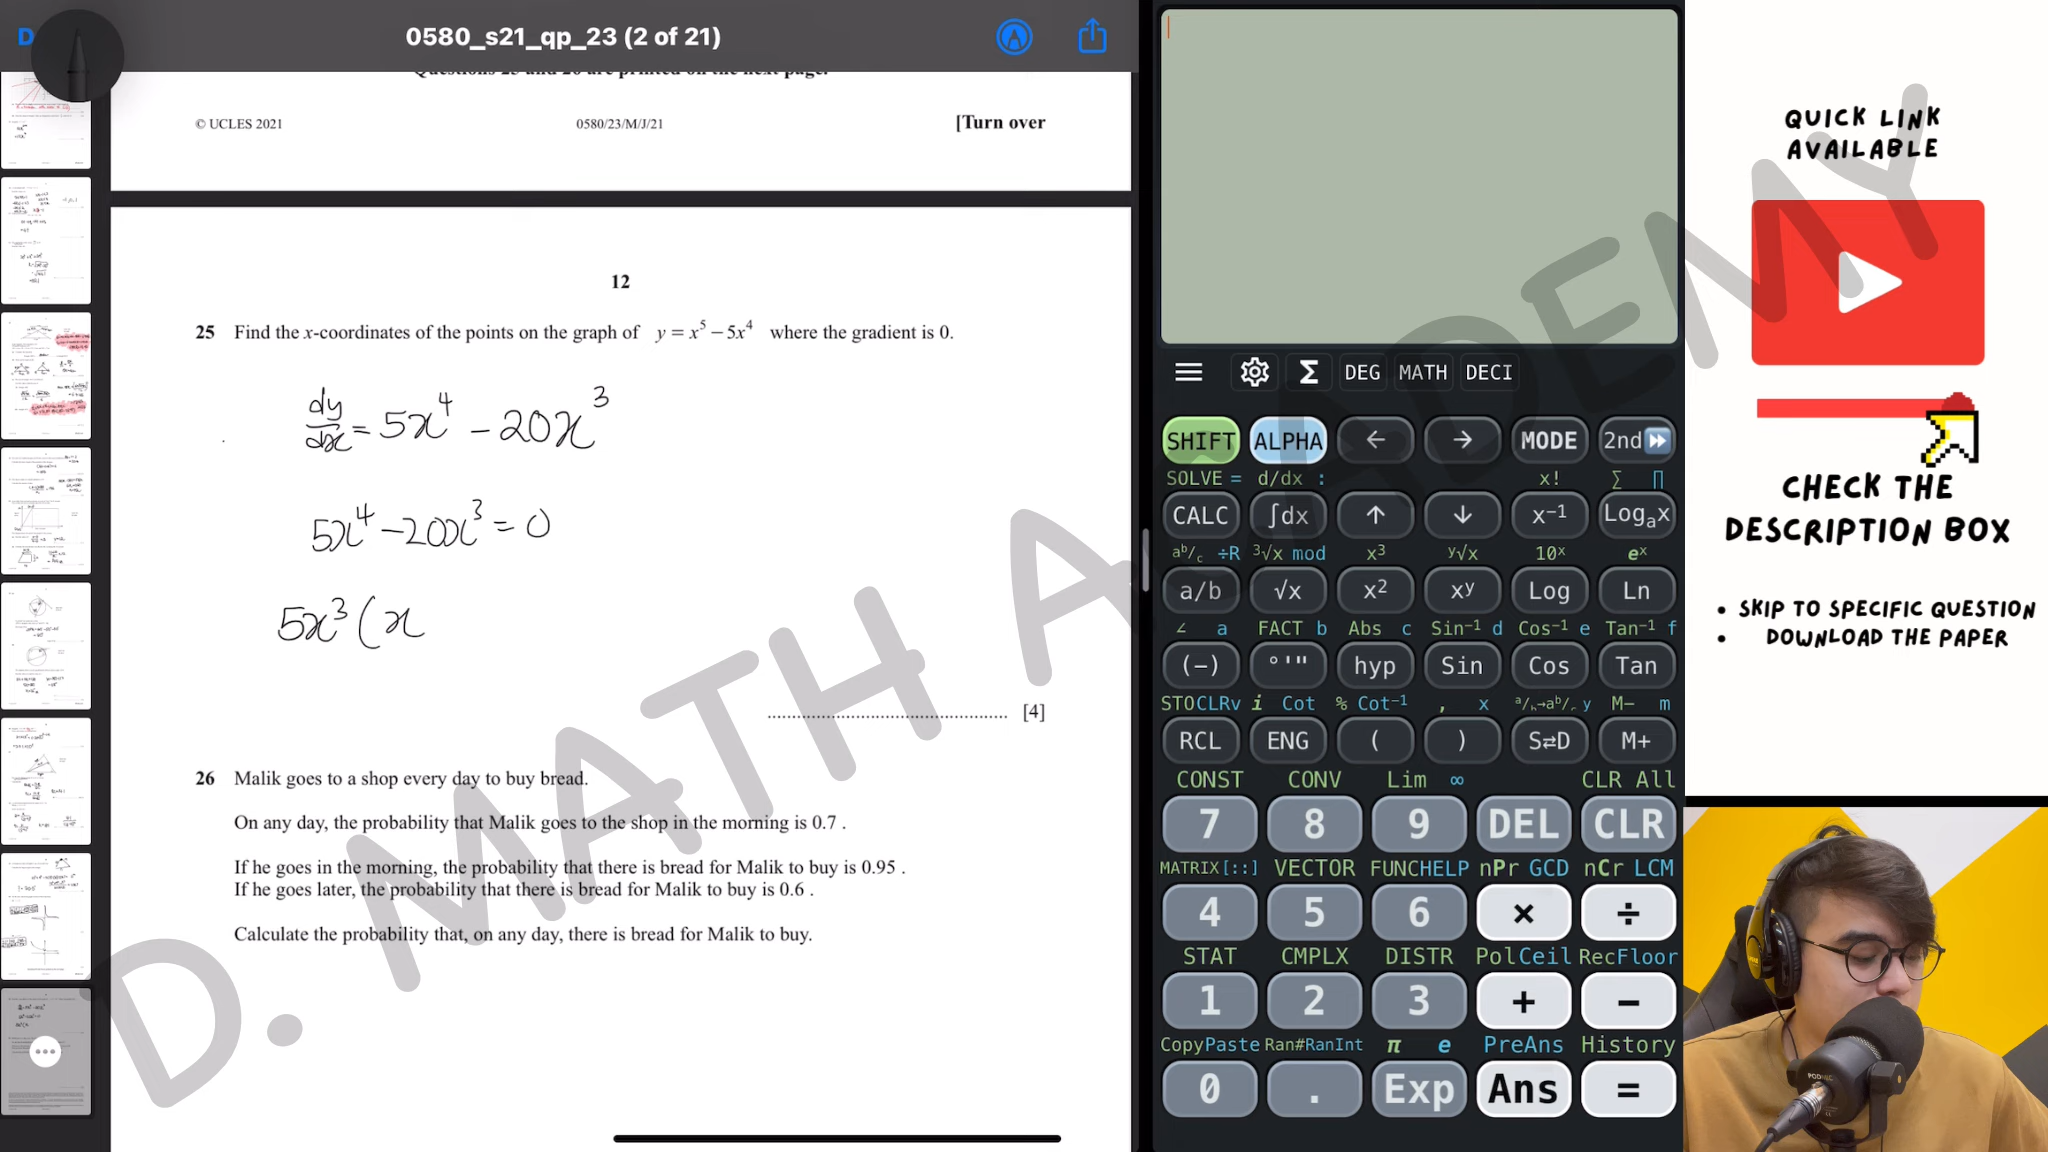 D
0580_s21_qp_23 (2 of 21)
© UCLES 2021
0580/23/M/J/21
[Turn over
12
25 Find the x-coordinates of the points on the graph of y = x⁵ − 5x⁴ where the gradient is 0.
dy/dx = 5x⁴ − 20x³
5x⁴ − 20x³ = 0
5x³ (x
[4]
26 Malik goes to a shop every day to buy bread.
On any day, the probability that Malik goes to the shop in the morning is 0.7 .
If he goes in the morning, the probability that there is bread for Malik to buy is 0.95 .
If he goes later, the probability that there is bread for Malik to buy is 0.6 .
Calculate the probability that, on any day, there is bread for Malik to buy.
D. MATH ACADEMY
Σ DEG MATH DECI
SHIFT ALPHA ← → MODE 2nd
SOLVE = d/dx : x! ∑ ∏
CALC ∫dx ↑ ↓ x⁻¹ Logₐx
aᵇ/c ÷R ³√x mod x³ ʸ√x 10ˣ eˣ
a/b √x x² xʸ Log Ln
∠ a FACT b Abs c Sin⁻¹ d Cos⁻¹ e Tan⁻¹ f
(−) °'" hyp Sin Cos Tan
STO CLRv i Cot % Cot⁻¹ , x y M− m
RCL ENG ( ) S⇄D M+
CONST CONV Lim ∞ CLR All
7 8 9 DEL CLR
MATRIX[::] VECTOR FUNC HELP nPr GCD nCr LCM
4 5 6 × ÷
STAT CMPLX DISTR Pol Ceil Rec Floor
1 2 3 + −
Copy Paste Ran# RanInt π e PreAns History
0 . Exp Ans =
QUICK LINK
AVAILABLE
CHECK THE
DESCRIPTION BOX
• SKIP TO SPECIFIC QUESTION
• DOWNLOAD THE PAPER